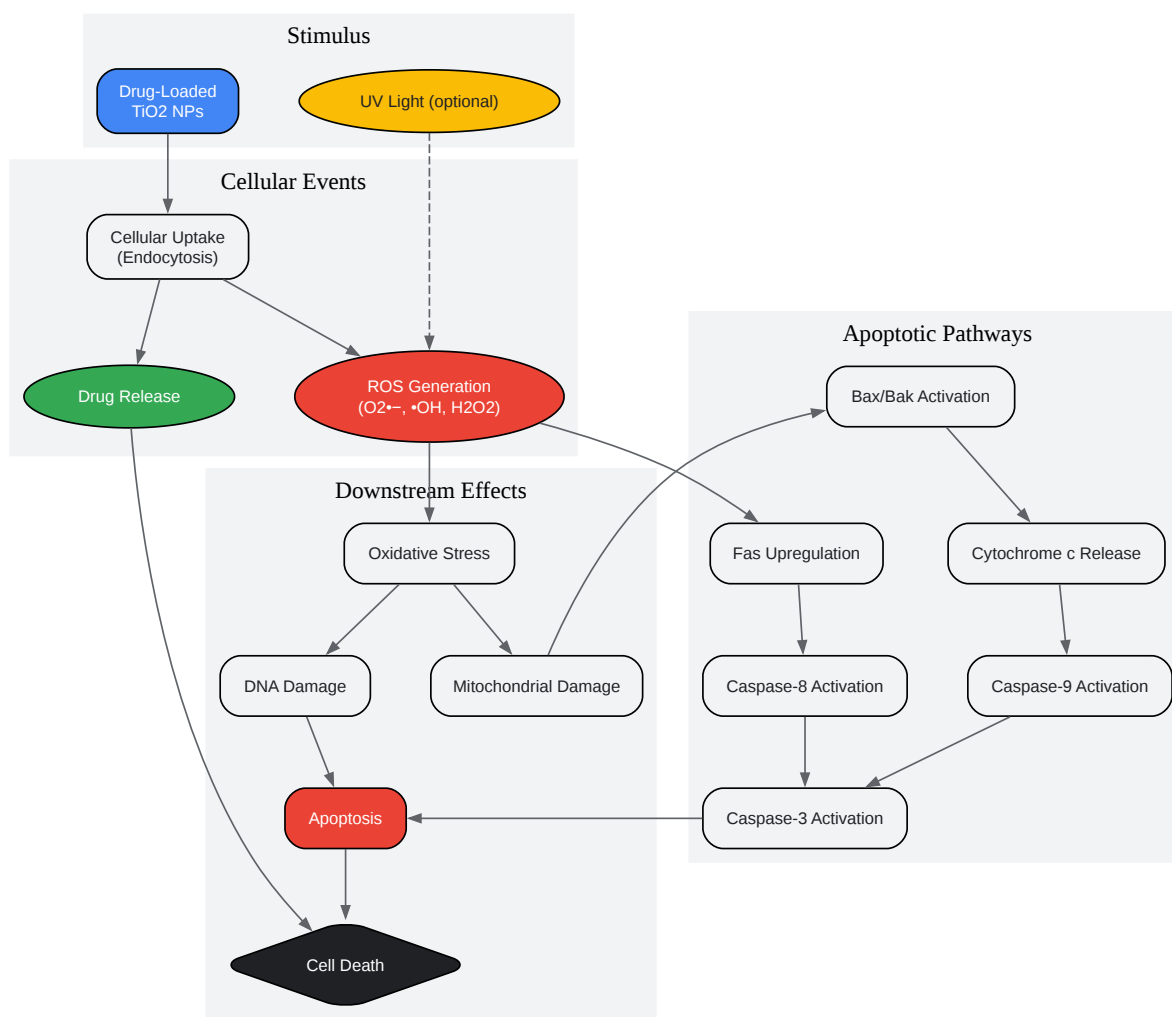 Stimulus
Drug-Loaded
TiO2 NPs
UV Light (optional)
Cellular Events
Cellular Uptake
(Endocytosis)
Drug Release
ROS Generation
(O2•−, •OH, H2O2)
Apoptotic Pathways
Bax/Bak Activation
Downstream Effects
Oxidative Stress
Fas Upregulation
Cytochrome c Release
DNA Damage
Mitochondrial Damage
Caspase-8 Activation
Caspase-9 Activation
Apoptosis
Caspase-3 Activation
Cell Death